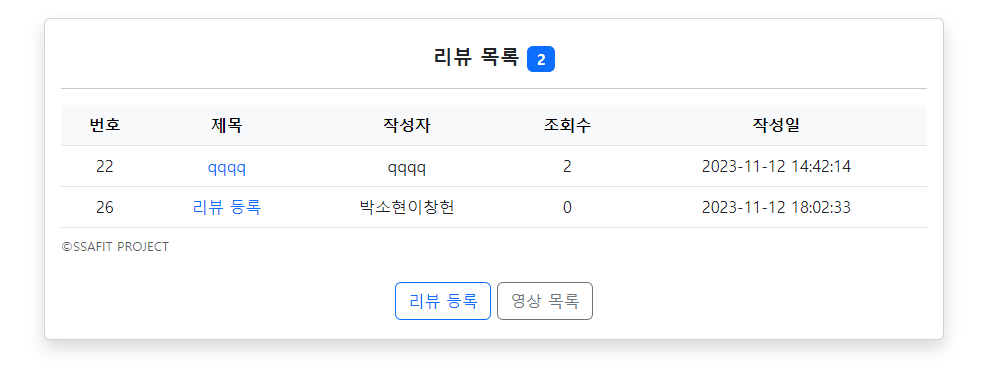 리뷰 목록 2
번호 제목 작성자 조회수 작성일
22 qqqq qqqq 2 2023-11-12 14:42:14
26 리뷰 등록 박소현이창헌 0 2023-11-12 18:02:33
©SSAFIT PROJECT
리뷰 등록 영상 목록